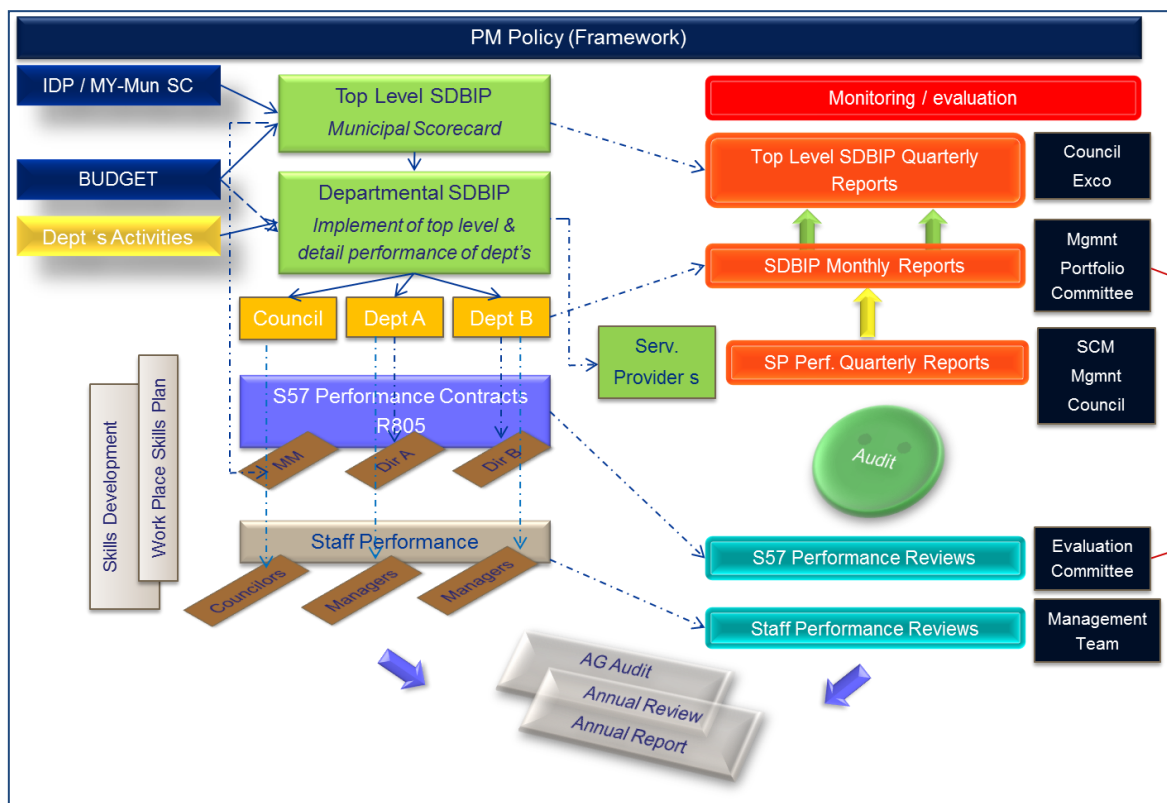 PM Policy (Framework)
IDP / MY-Mun SC
BUDGET
Dept 's Activities
Top Level SDBIP
Municipal Scorecard
Departmental SDBIP
Implement of top level &
detail performance of dept's
Council
Dept A
Dept B
Serv.
Provider s
S57 Performance Contracts
R805
MM
Dir A
Dir B
Skills Development
Work Place Skills Plan
Staff Performance
Councilors
Managers
Managers
Monitoring / evaluation
Top Level SDBIP Quarterly
Reports
Council
Exco
SDBIP Monthly Reports
Mgmnt
Portfolio
Committee
SP Perf. Quarterly Reports
SCM
Mgmnt
Council
Audit
S57 Performance Reviews
Evaluation
Committee
Staff Performance Reviews
Management
Team
AG Audit
Annual Review
Annual Report